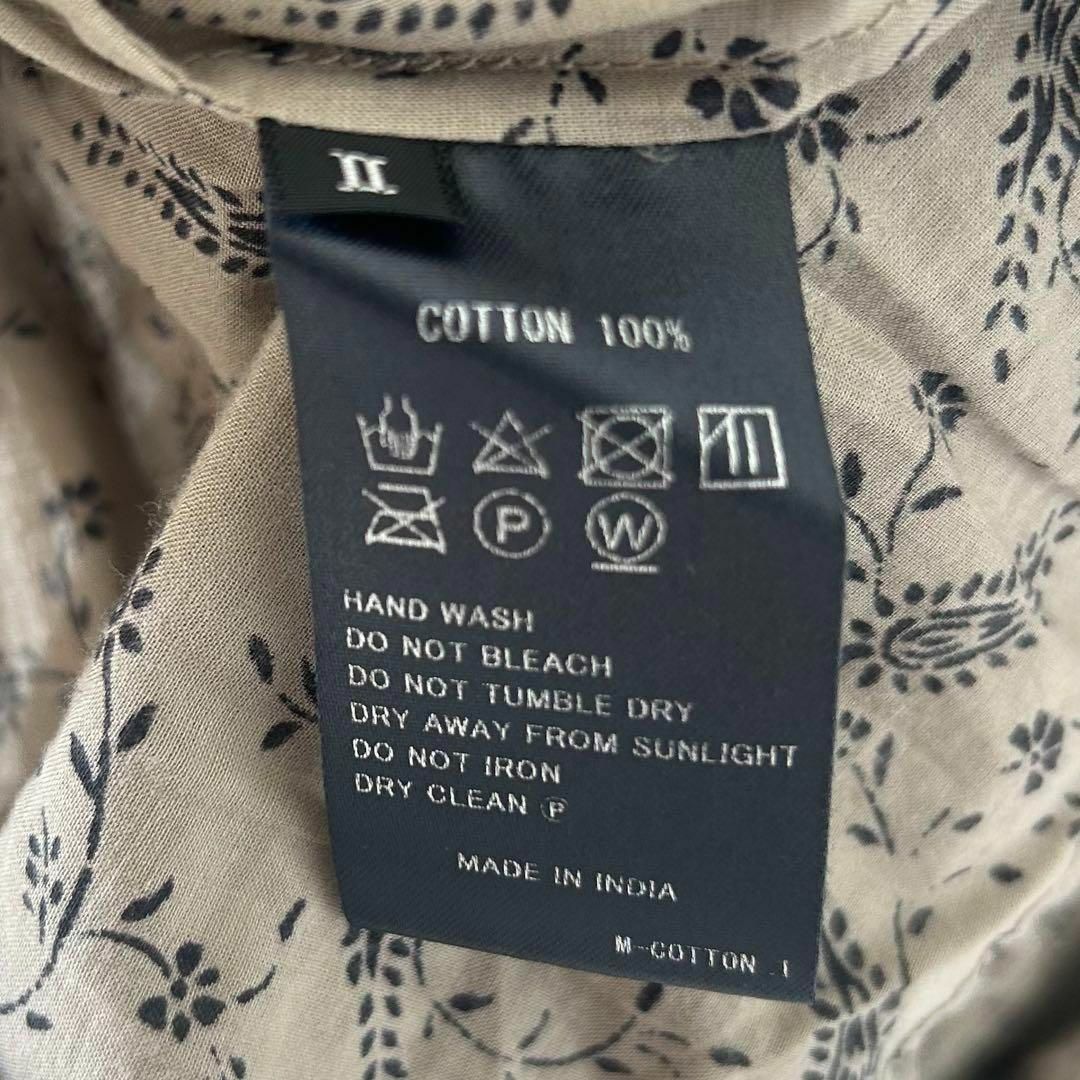 II
COTTON 100%
P W
HAND WASH
DO NOT BLEACH
DO NOT TUMBLE DRY
DRY AWAY FROM SUNLIGHT
DO NOT IRON
DRY CLEAN Ⓟ
MADE IN INDIA
M-COTTON .I